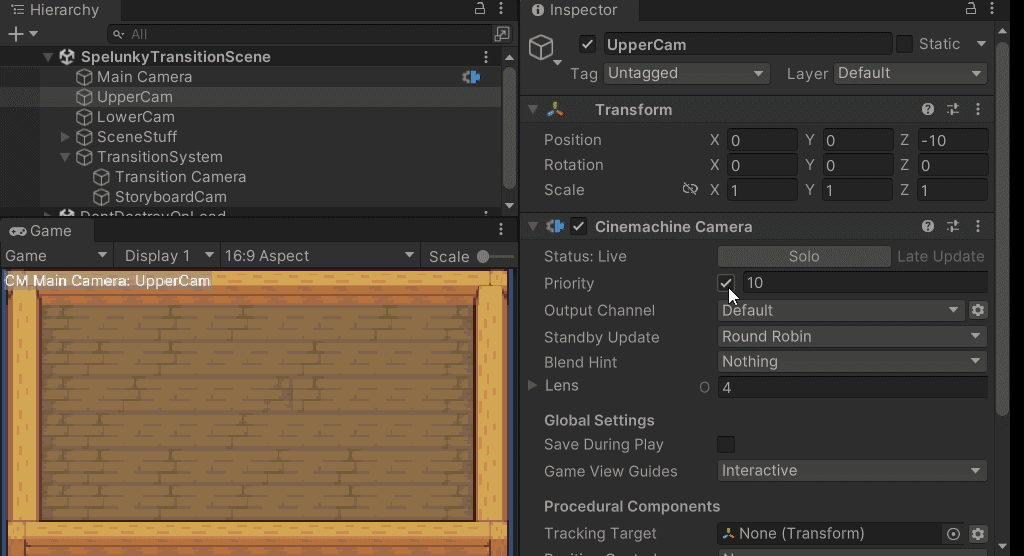 Hierarchy
All
SpelunkyTransitionScene
Main Camera
UpperCam
LowerCam
SceneStuff
TransitionSystem
Transition Camera
StoryboardCam
DontDestroyOnLoad
Game
Game Display 1 16:9 Aspect Scale
CM Main Camera: UpperCam
Inspector
UpperCam Static
Tag Untagged Layer Default
Transform
Position X 0 Y 0 Z -10
Rotation X 0 Y 0 Z 0
Scale X 1 Y 1 Z 1
Cinemachine Camera
Status: Live Solo Late Update
Priority 10
Output Channel Default
Standby Update Round Robin
Blend Hint Nothing
Lens O 4
Global Settings
Save During Play
Game View Guides Interactive
Procedural Components
Tracking Target None (Transform)